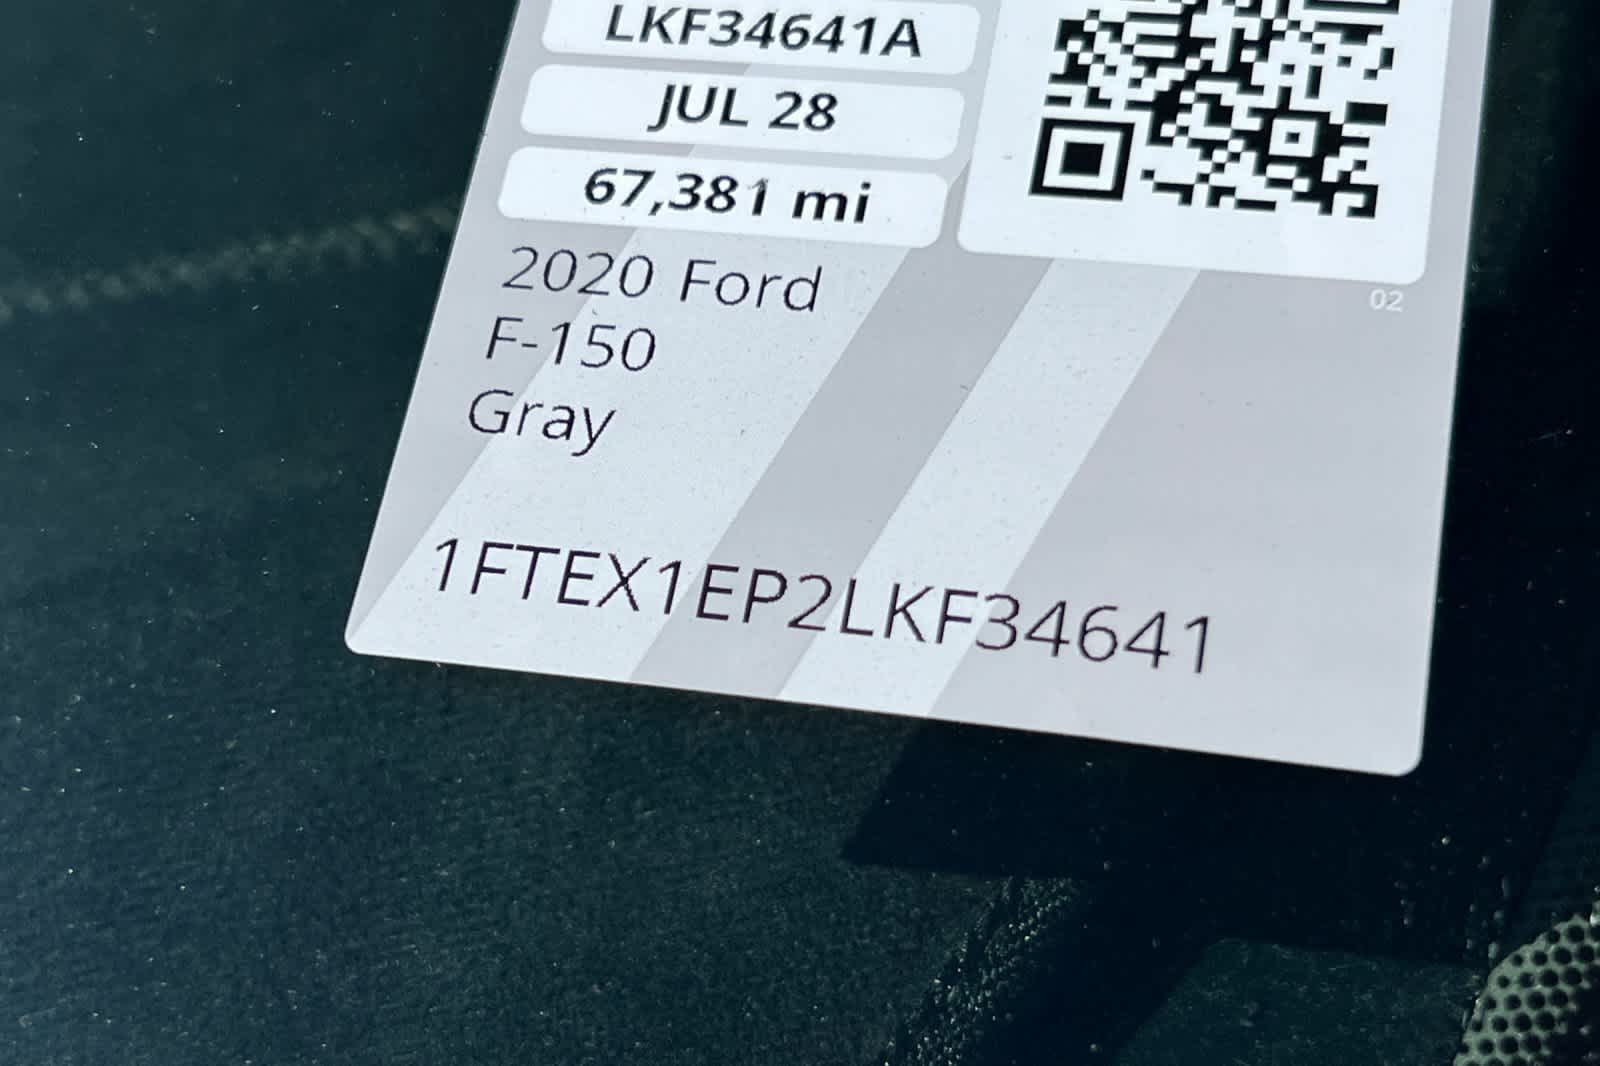 LKF34641A
JUL 28
67,381 mi
2020 Ford
F-150
Gray
02
1FTEX1EP2LKF34641